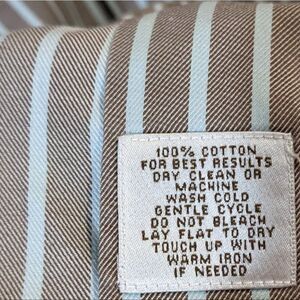 100% COTTON
FOR BEST RESULTS
DRY CLEAN OR
MACHINE
WASH COLD
GENTLE CYCLE
DO NOT BLEACH
LAY FLAT TO DRY
TOUCH UP WITH
WARM IRON
IF NEEDED